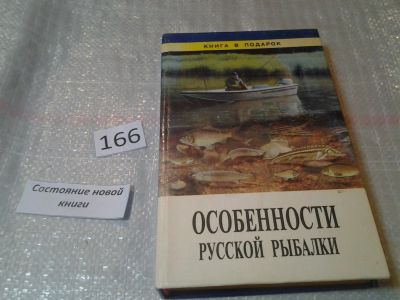 КНИГА В ПОДАРОК
166
Состояние новой
книги
ОСОБЕННОСТИ
РУССКОЙ РЫБАЛКИ